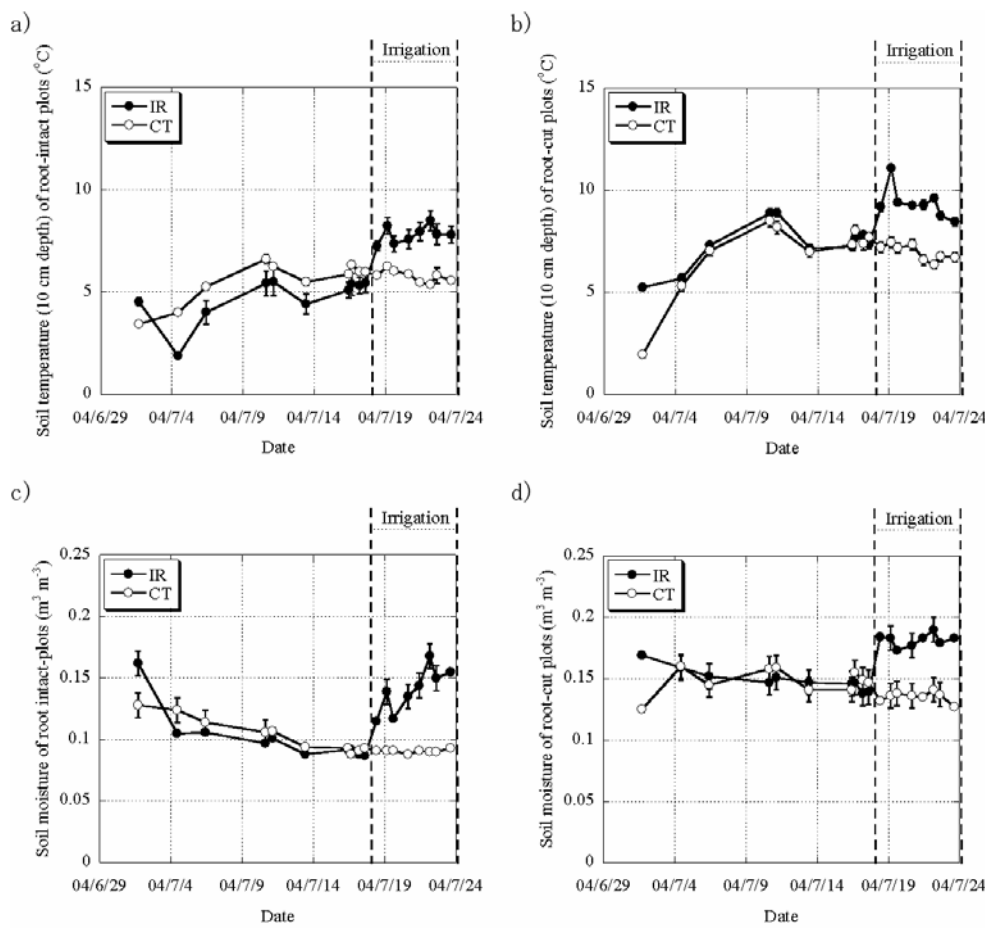 a)
Irrigation
Soil temperature (10 cm depth) of root-intact plots (°C)
15
10
5
0
IR
CT
04/6/29 04/7/4 04/7/9 04/7/14 04/7/19 04/7/24
Date
b)
Irrigation
Soil temperature (10 cm depth) of root-cut plots (°C)
15
10
5
0
IR
CT
04/6/29 04/7/4 04/7/9 04/7/14 04/7/19 04/7/24
Date
c)
Irrigation
Soil moisture of root intact-plots (m³ m⁻³)
0.25
0.2
0.15
0.1
0.05
0
IR
CT
04/6/29 04/7/4 04/7/9 04/7/14 04/7/19 04/7/24
Date
d)
Irrigation
Soil moisture of root-cut plots (m³ m⁻³)
0.25
0.2
0.15
0.1
0.05
0
IR
CT
04/6/29 04/7/4 04/7/9 04/7/14 04/7/19 04/7/24
Date